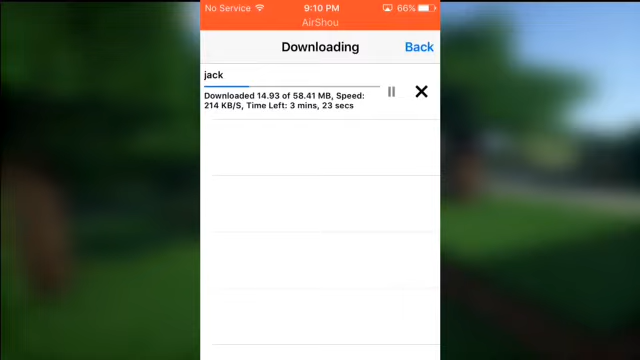 No Service 9:10 PM 66%
AirShou
Downloading Back
jack
Downloaded 14.93 of 58.41 MB, Speed:
214 KB/S, Time Left: 3 mins, 23 secs